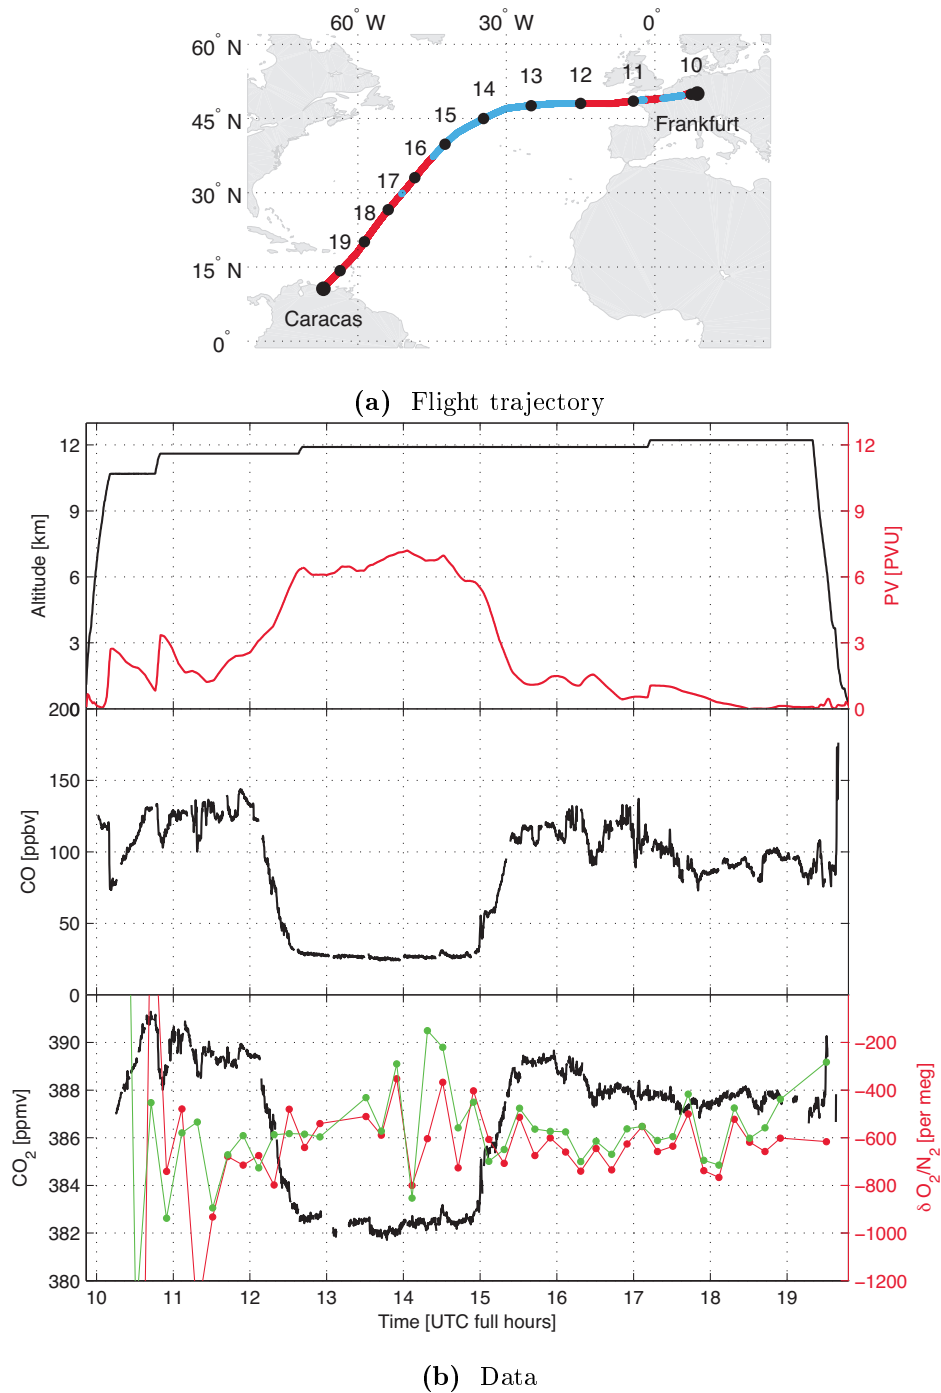 60° W 30° W 0°
60° N
45° N
30° N
15° N
0°
10
11
12
13
14
15
16
17
18
19
Frankfurt
Caracas
(a) Flight trajectory
12
9
6
3
0
Altitude [km]
12
9
6
3
0
PV [PVU]
200
150
100
50
0
CO [ppbv]
390
388
386
384
382
380
CO2 [ppmv]
−200
−400
−600
−800
−1000
−1200
δ O2/N2 [per meg]
10 11 12 13 14 15 16 17 18 19
Time [UTC full hours]
(b) Data